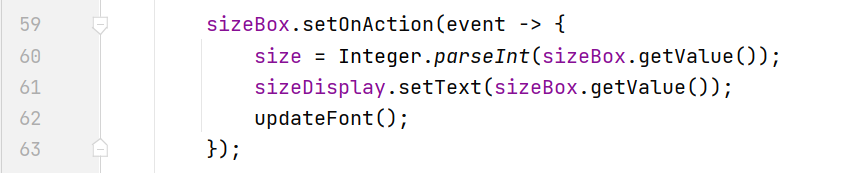 59 sizeBox.setOnAction(event -> {
60 size = Integer.parseInt(sizeBox.getValue());
61 sizeDisplay.setText(sizeBox.getValue());
62 updateFont();
63 });